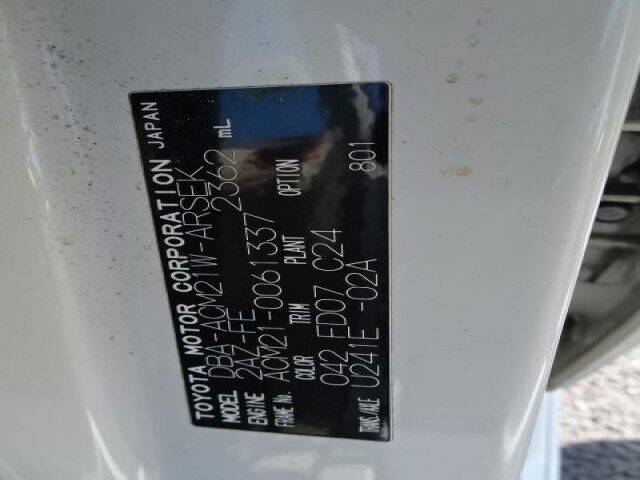 TOYOTA MOTOR CORPORATION JAPAN
MODEL DBA-ACM21W-ARSEK
ENGINE 2AZ-FE 2362 mL
FRAME No. ACM21-0061337
COLOR TRIM PLANT OPTION
042 FD07 C24
TRNS/AXLE U241E -02A 801